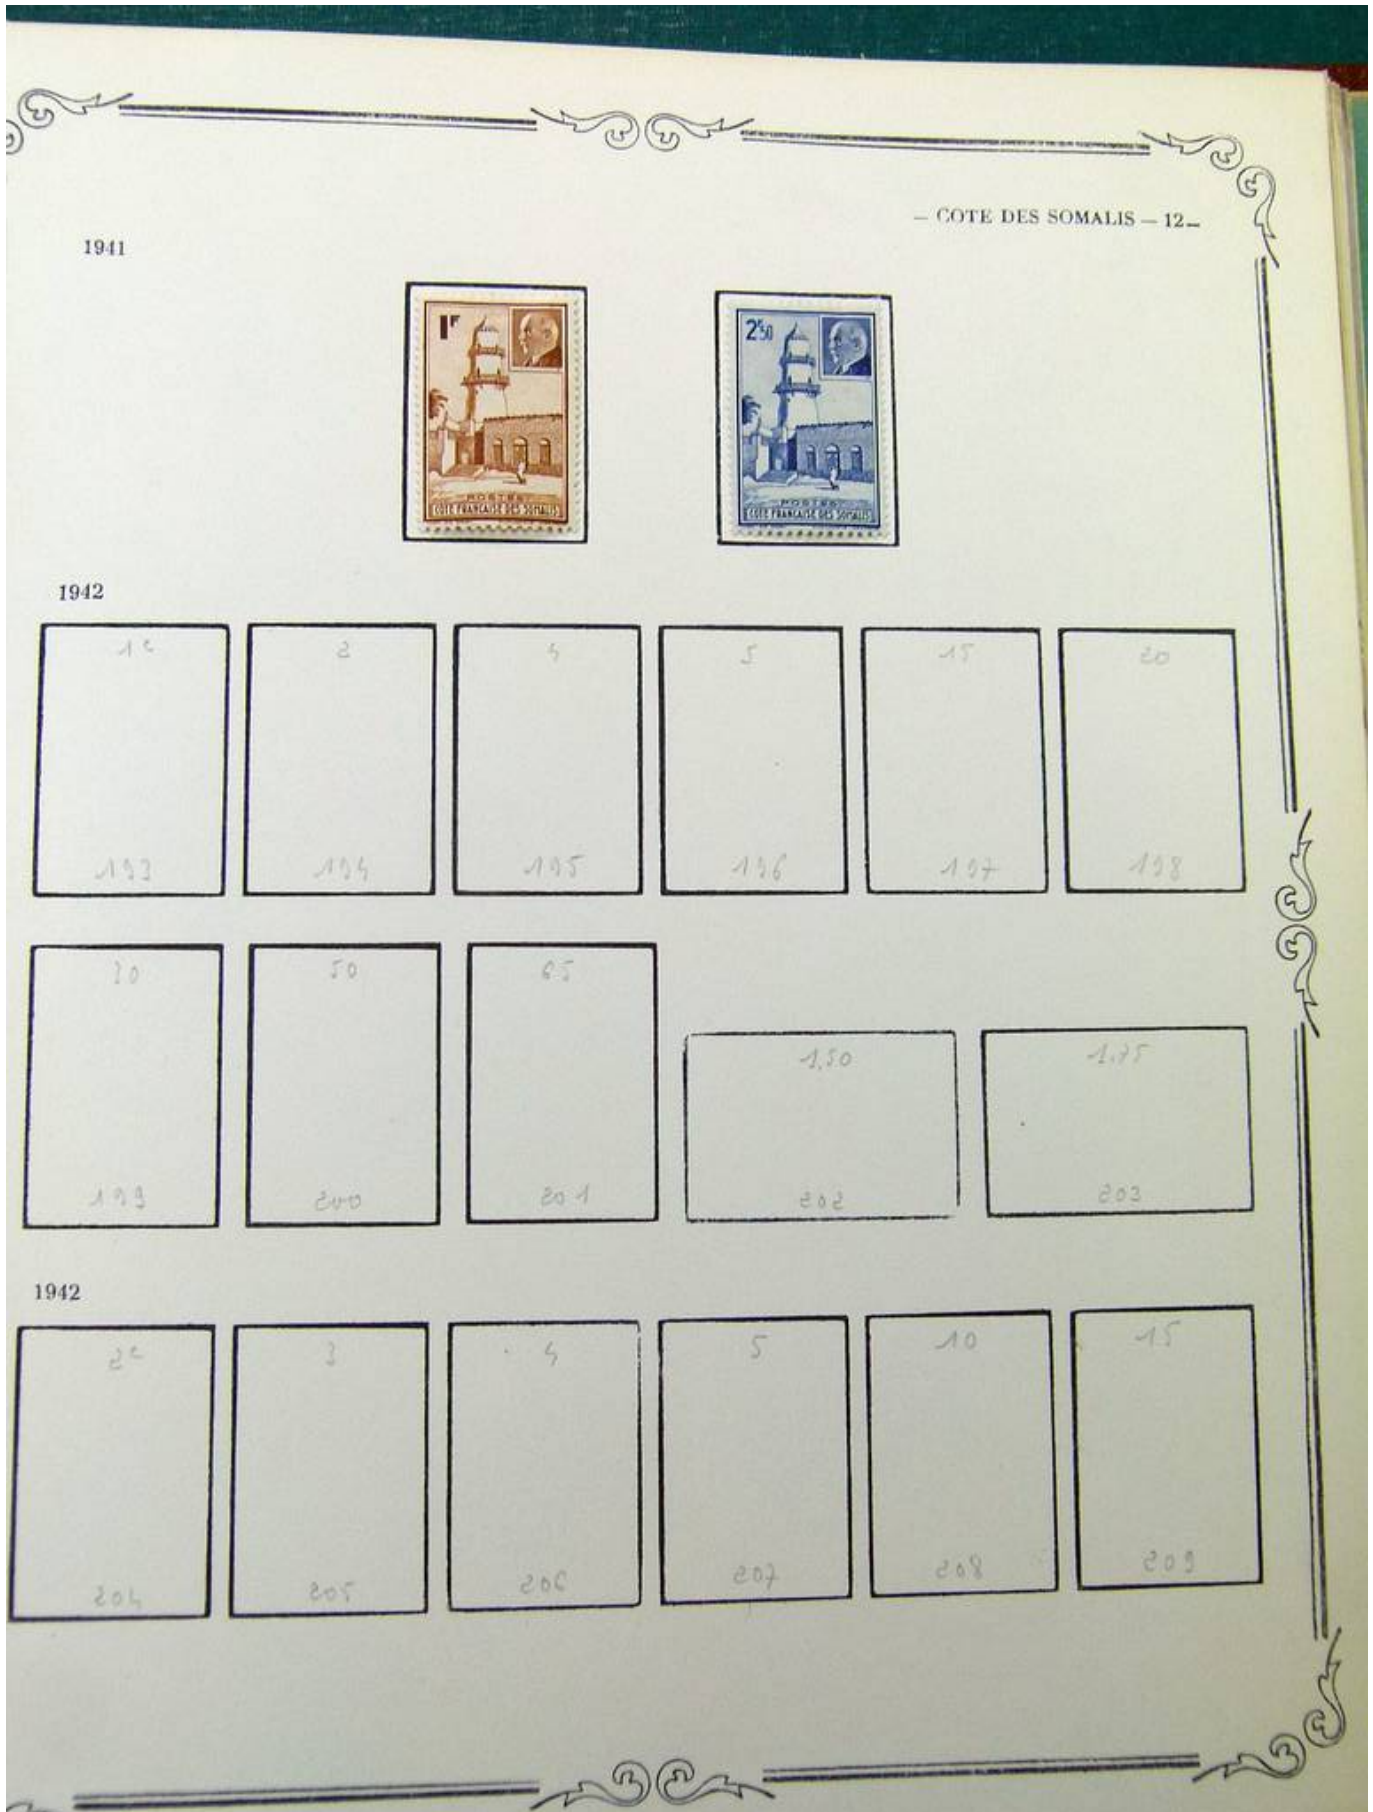 — COTE DES SOMALIS — 12 —
1941
1F
2F50
POSTES
COTE FRANÇAISE DES SOMALIS
POSTES
COTE FRANÇAISE DES SOMALIS
1942
1c 2 4 5 15 20
193 194 195 196 197 198
30 50 65
1,50 1,75
199 200 201 202 203
1942
2c 3 4 5 10 15
204 205 206 207 208 209